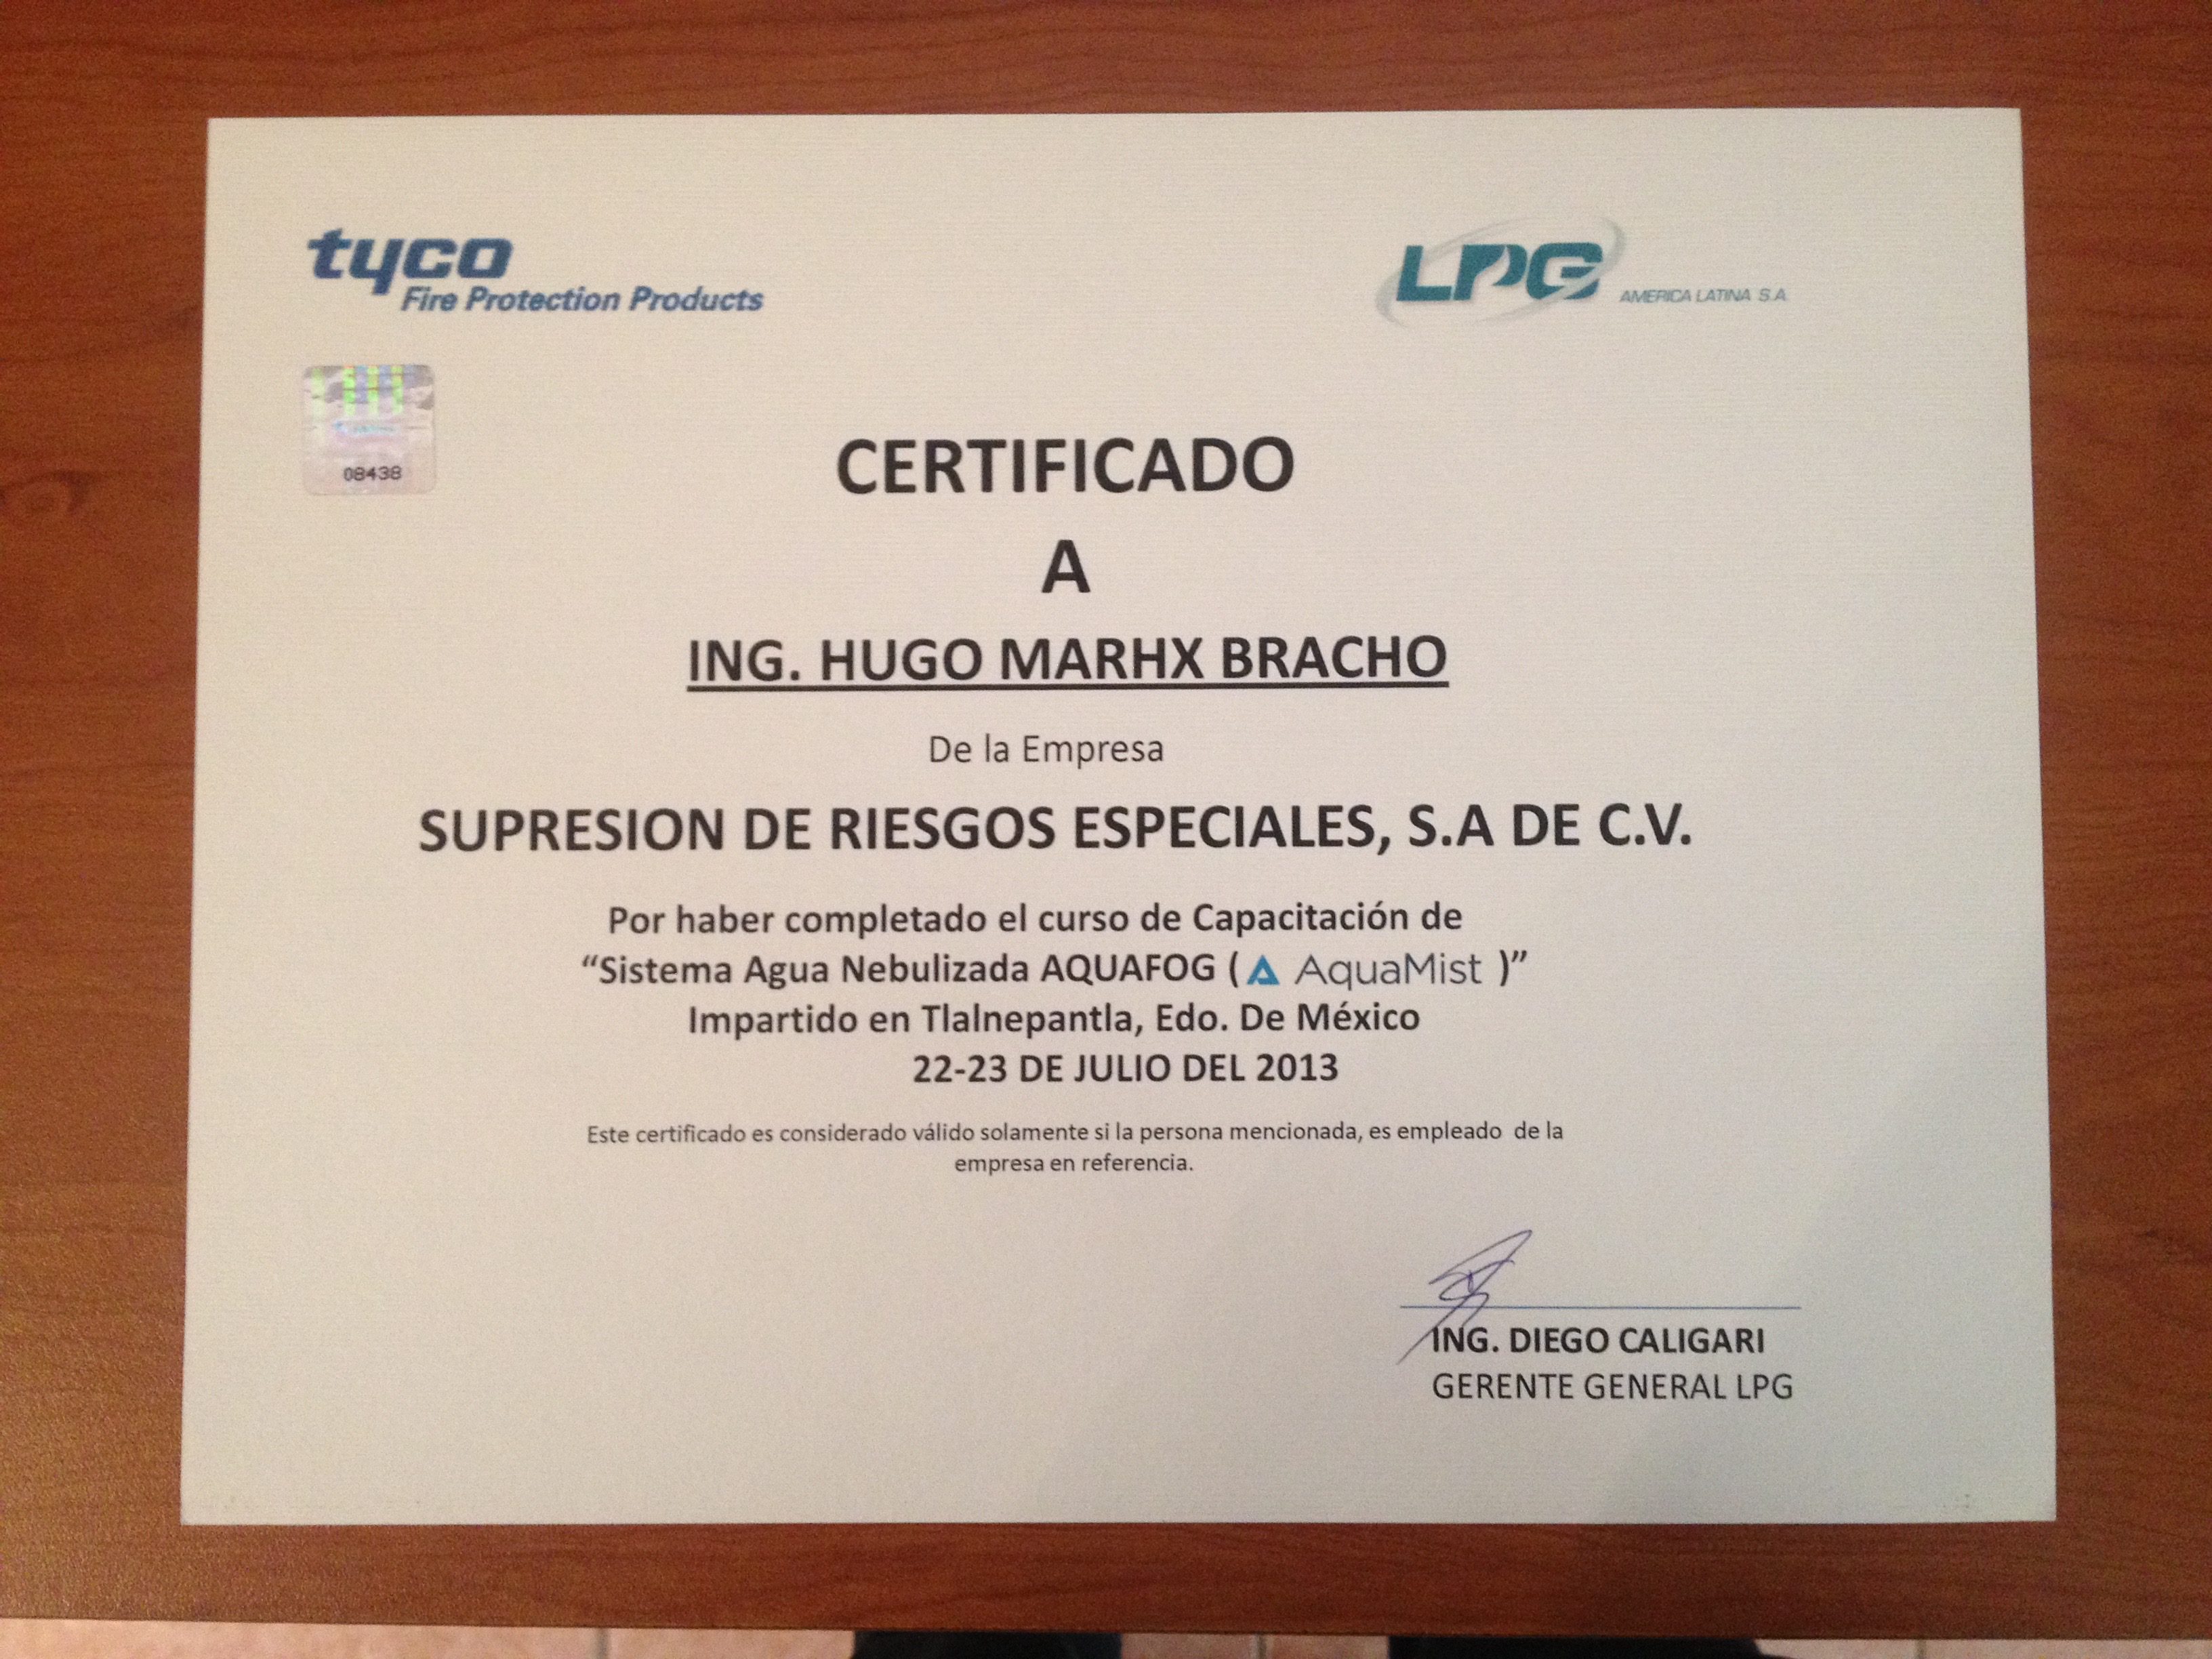 tyco
Fire Protection Products
LPG AMERICA LATINA S.A.
08438
CERTIFICADO
A
ING. HUGO MARHX BRACHO
De la Empresa
SUPRESION DE RIESGOS ESPECIALES, S.A DE C.V.
Por haber completado el curso de Capacitación de
“Sistema Agua Nebulizada AQUAFOG ( AquaMist )”
Impartido en Tlalnepantla, Edo. De México
22-23 DE JULIO DEL 2013
Este certificado es considerado válido solamente si la persona mencionada, es empleado de la
empresa en referencia.
ING. DIEGO CALIGARI
GERENTE GENERAL LPG